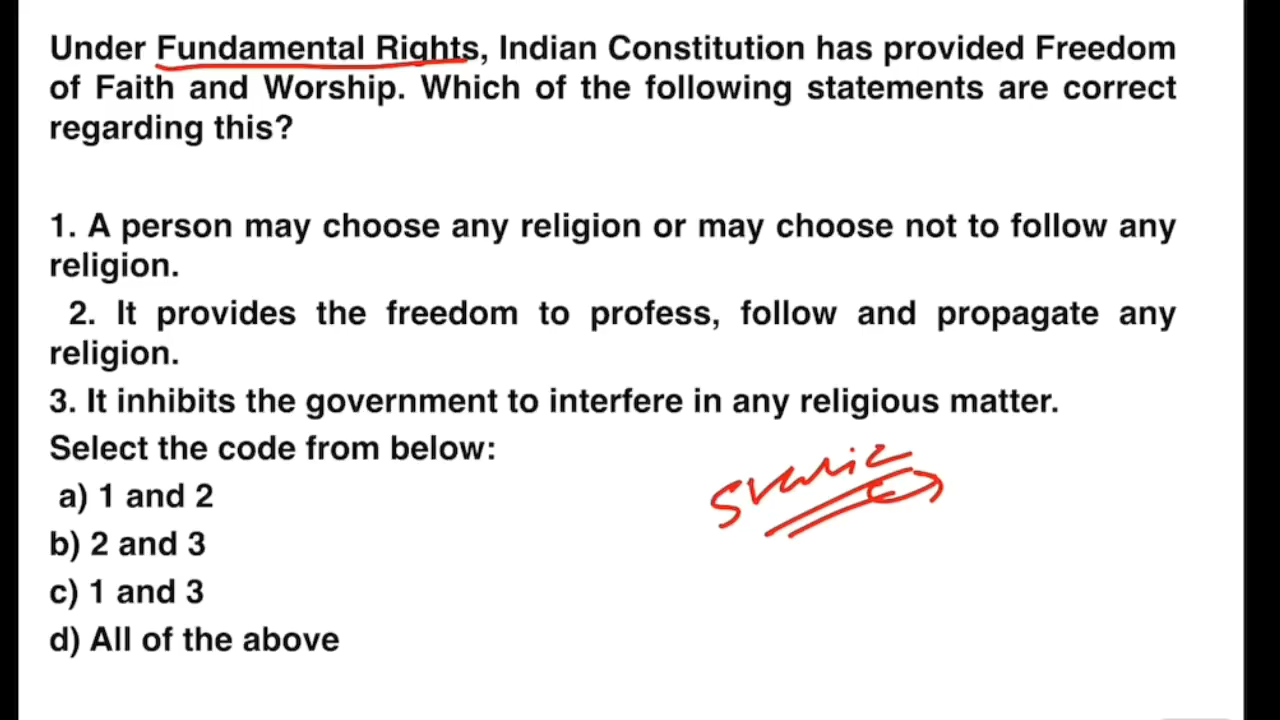 Under Fundamental Rights, Indian Constitution has provided Freedom
of Faith and Worship. Which of the following statements are correct
regarding this?
1. A person may choose any religion or may choose not to follow any
religion.
2. It provides the freedom to profess, follow and propagate any
religion.
3. It inhibits the government to interfere in any religious matter.
Select the code from below:
a) 1 and 2
b) 2 and 3
c) 1 and 3
d) All of the above